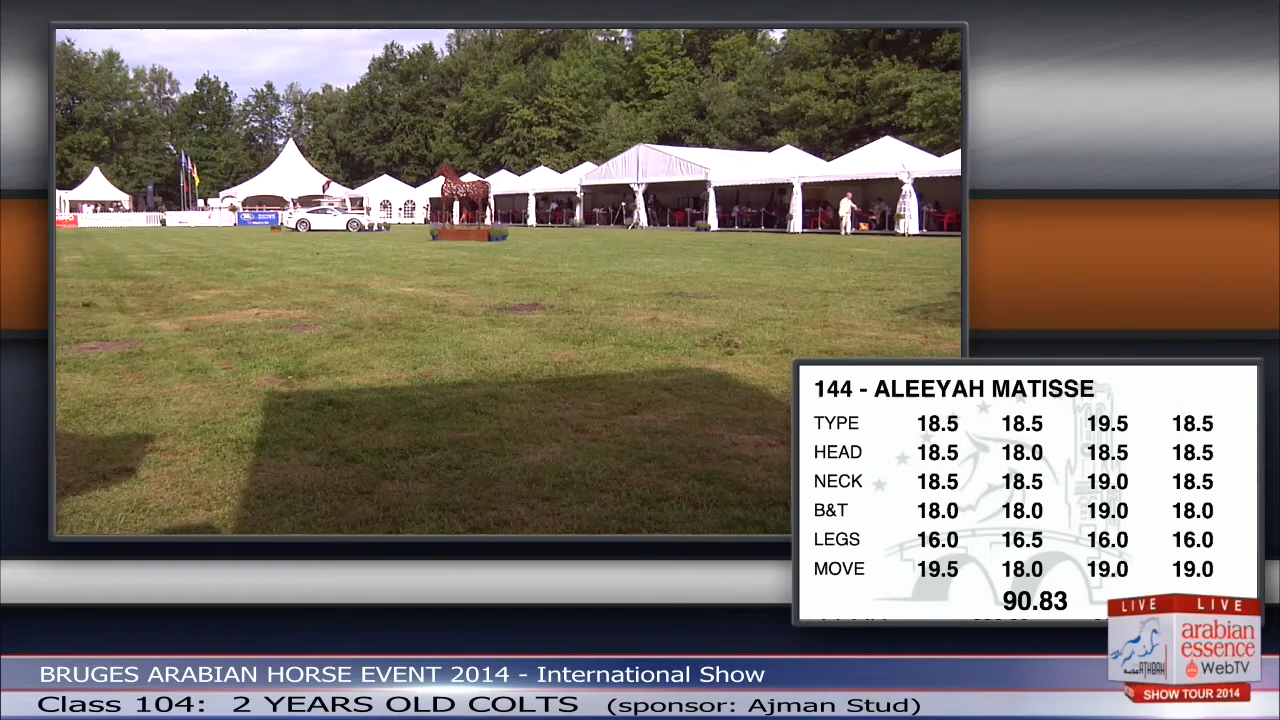 144 - ALEEYAH MATISSE
TYPE 18.5 18.5 19.5 18.5
HEAD 18.5 18.0 18.5 18.5
NECK 18.5 18.5 19.0 18.5
B&T 18.0 18.0 19.0 18.0
LEGS 16.0 16.5 16.0 16.0
MOVE 19.5 18.0 19.0 19.0
90.83
LIVE LIVE
arabian
essence
WebTV
SHOW TOUR 2014
BRUGES ARABIAN HORSE EVENT 2014 - International Show
Class 104: 2 YEARS OLD COLTS (sponsor: Ajman Stud)